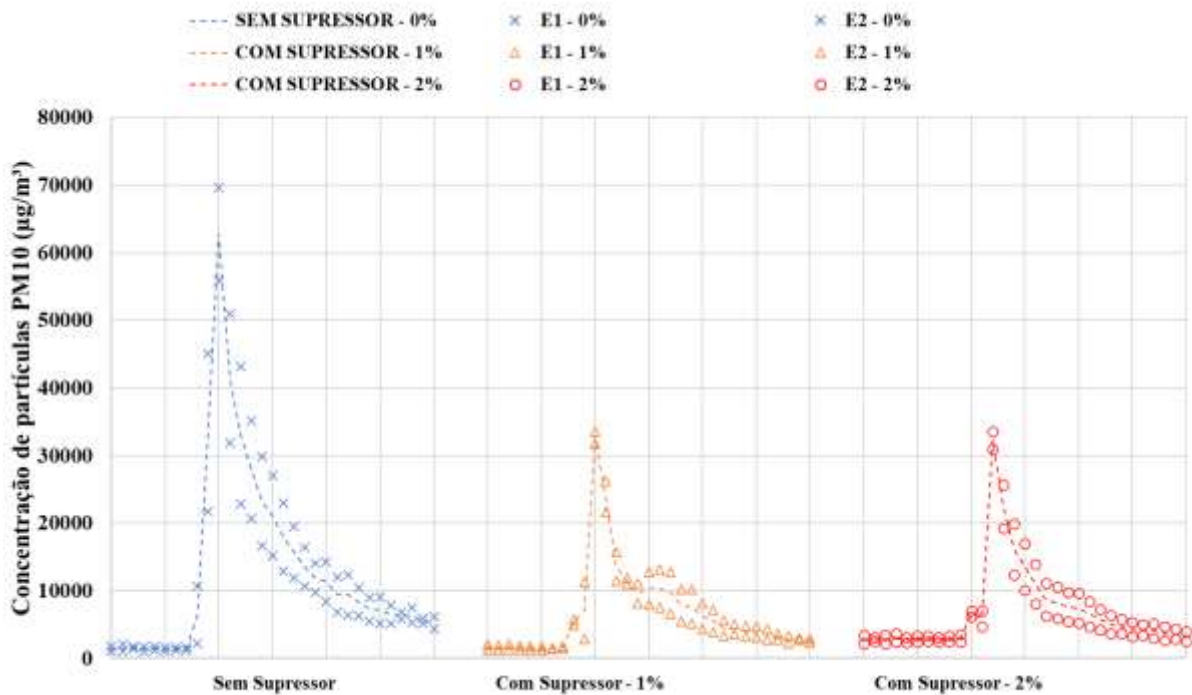 SEM SUPRESSOR - 0% E1 - 0% E2 - 0%
COM SUPRESSOR - 1% E1 - 1% E2 - 1%
COM SUPRESSOR - 2% E1 - 2% E2 - 2%
Concentração de partículas PM10 (µg/m³)
80000
70000
60000
50000
40000
30000
20000
10000
0
Sem Supressor Com Supressor - 1% Com Supressor - 2%